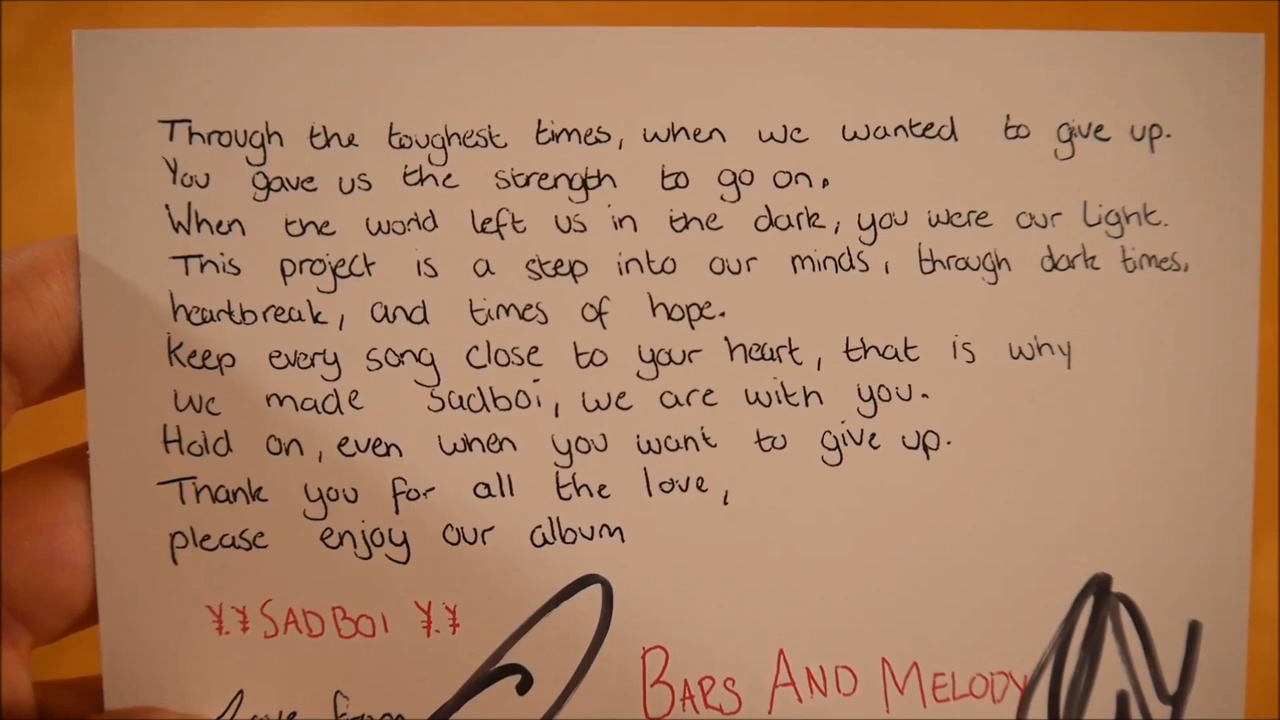 Through the toughest times, when we wanted to give up.
You gave us the strength to go on.
When the world left us in the dark, you were our light.
This project is a step into our minds, through dark times,
heartbreak, and times of hope.
Keep every song close to your heart, that is why
we made sadboi, we are with you.
Hold on, even when you want to give up.
Thank you for all the love,
please enjoy our album
¥.¥ SADBOI ¥.¥
BARS AND MELODY
Love from